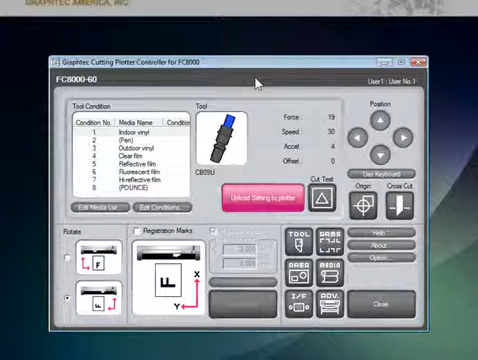 GRAPHTEC AMERICA, INC
Graphtec Cutting Plotter Controller for FC8000
FC8000-60
User1 : User No.1
Tool Condition
Condition No. Media Name Condition
1 Indoor vinyl
2 (Pen)
3 Outdoor vinyl
4 Clear film
5 Reflective film
6 Fluorescent film
7 Hi-reflective film
8 (POUNCE)
Edit Media List
Edit Conditions
Tool
CB09U
Force : 19
Speed : 30
Accel : 4
Offset : 0
Upload Setting to plotter
Cut Test
Position
Use Keyboard
Origin
Cross Cut
Rotate
F
F
Registration Marks
F
X
Y
TOOL
ARMS
AREA
MEDIA
I/F
ADV.
Help...
About
Option...
Close